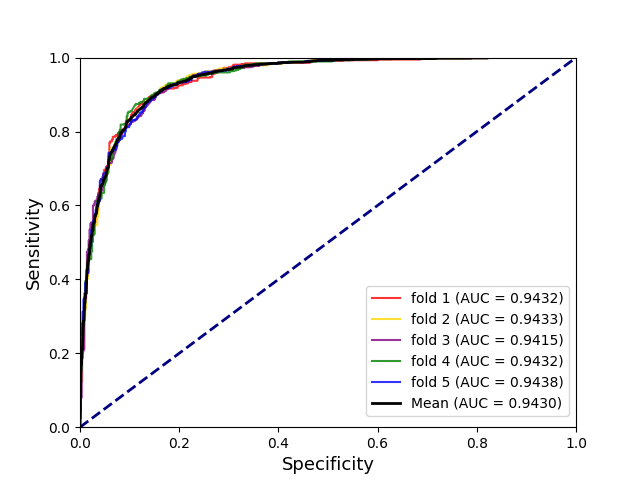 1.0
0.8
0.6
0.4
0.2
0.0
Sensitivity
fold 1 (AUC = 0.9432)
fold 2 (AUC = 0.9433)
fold 3 (AUC = 0.9415)
fold 4 (AUC = 0.9432)
fold 5 (AUC = 0.9438)
Mean (AUC = 0.9430)
0.0 0.2 0.4 0.6 0.8 1.0
Specificity